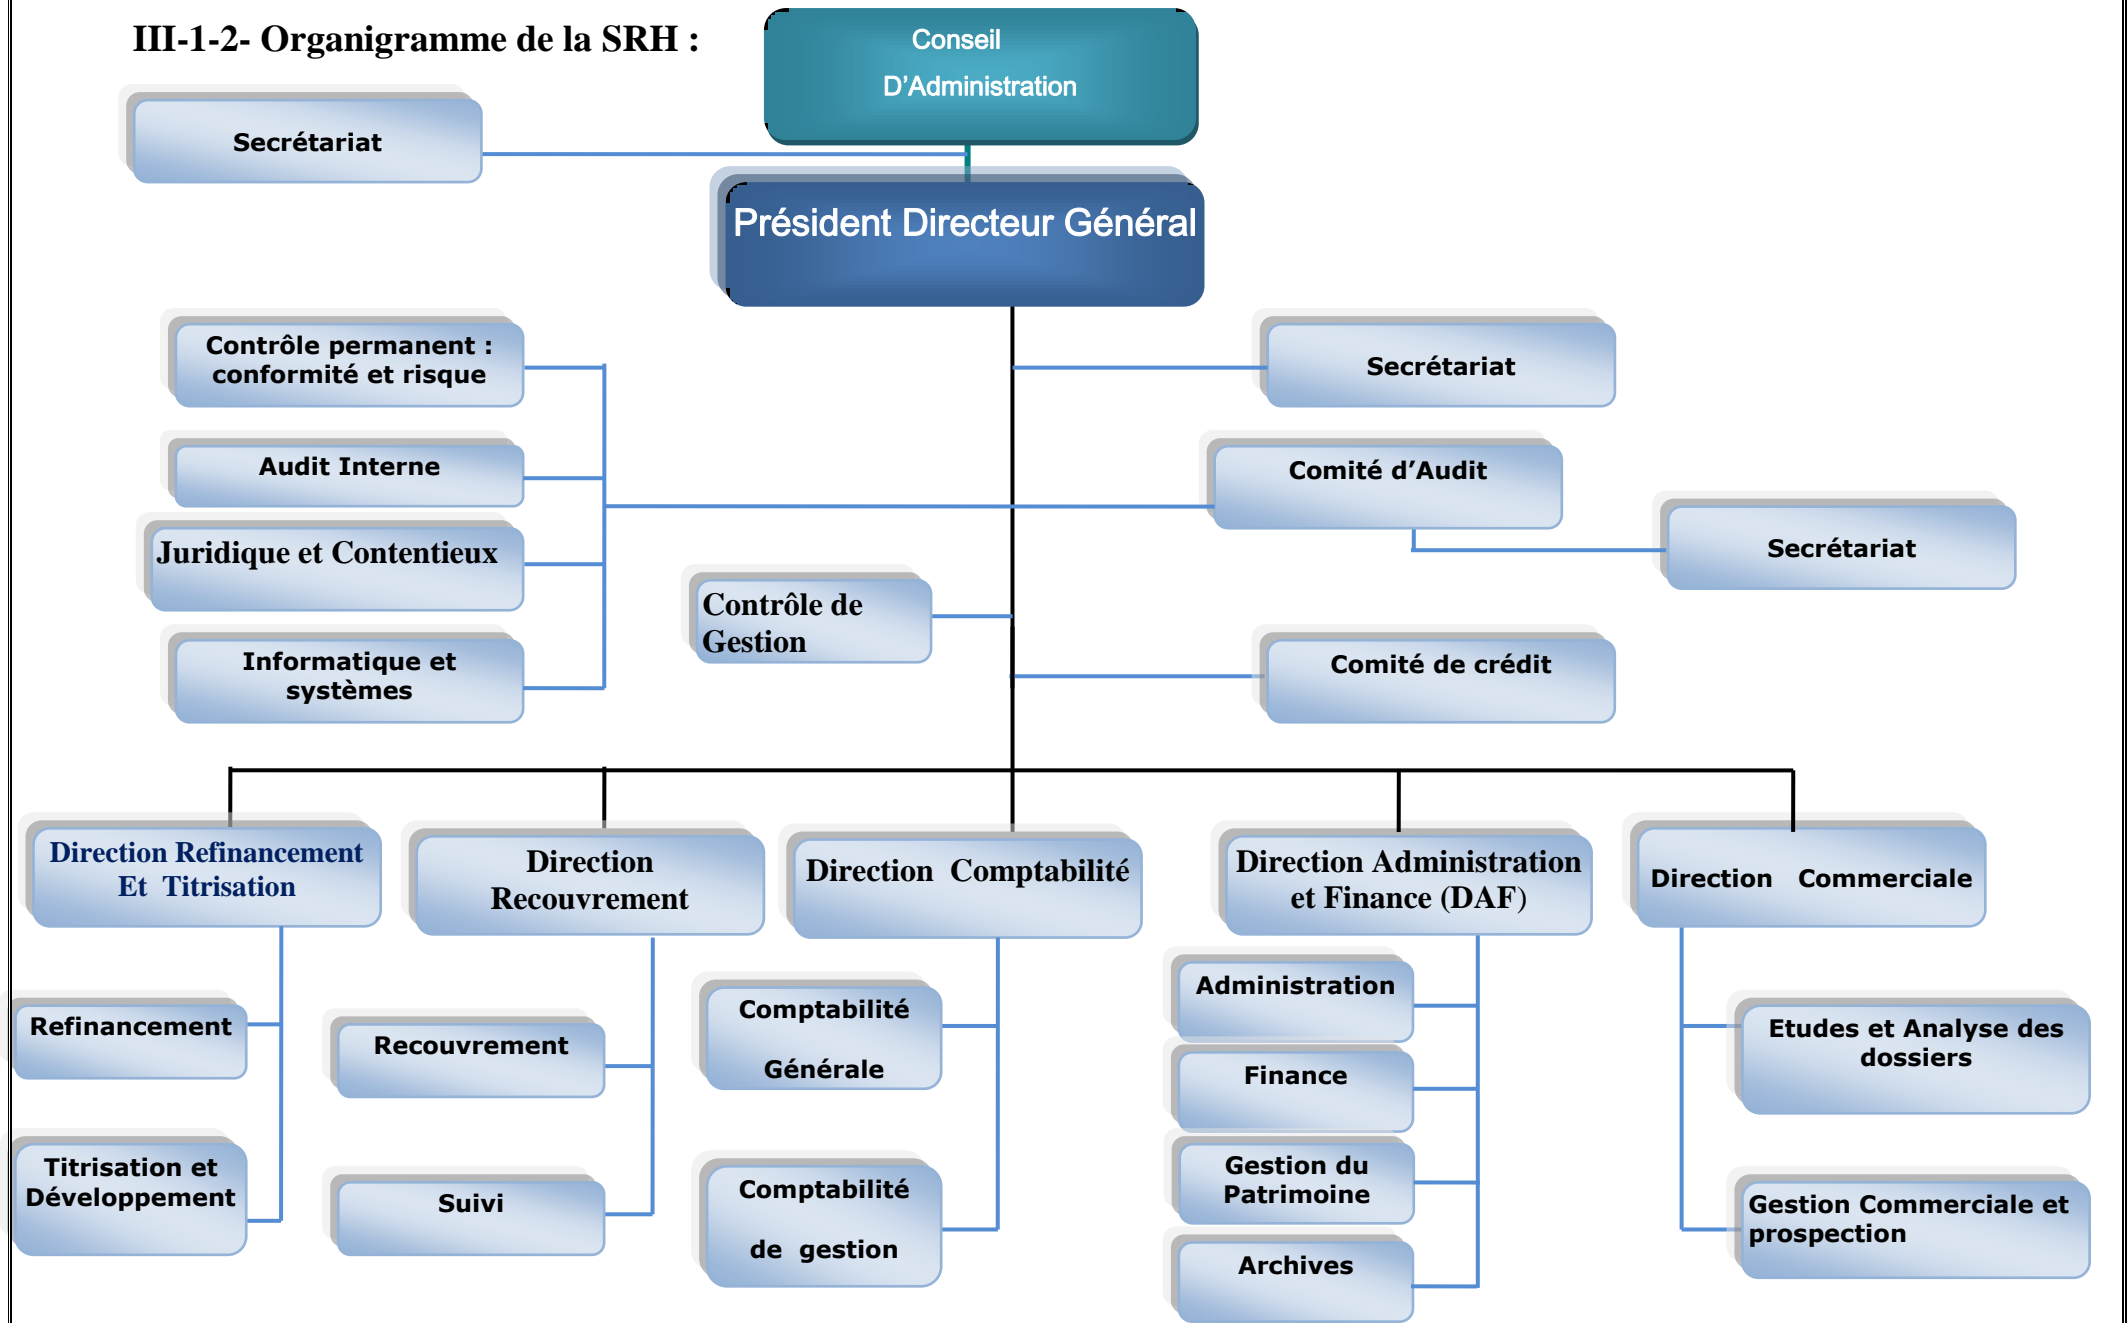 III-1-2- Organigramme de la SRH :
Conseil
D’Administration
Secrétariat
Président Directeur Général
Contrôle permanent :
conformité et risque
Secrétariat
Audit Interne
Comité d’Audit
Juridique et Contentieux
Secrétariat
Contrôle de
Gestion
Informatique et
systèmes
Comité de crédit
Direction Refinancement
Et Titrisation
Direction
Recouvrement
Direction Comptabilité
Direction Administration
et Finance (DAF)
Direction Commerciale
Refinancement
Titrisation et
Développement
Recouvrement
Suivi
Comptabilité
Générale
Comptabilité
de gestion
Administration
Finance
Gestion du
Patrimoine
Archives
Etudes et Analyse des
dossiers
Gestion Commerciale et
prospection